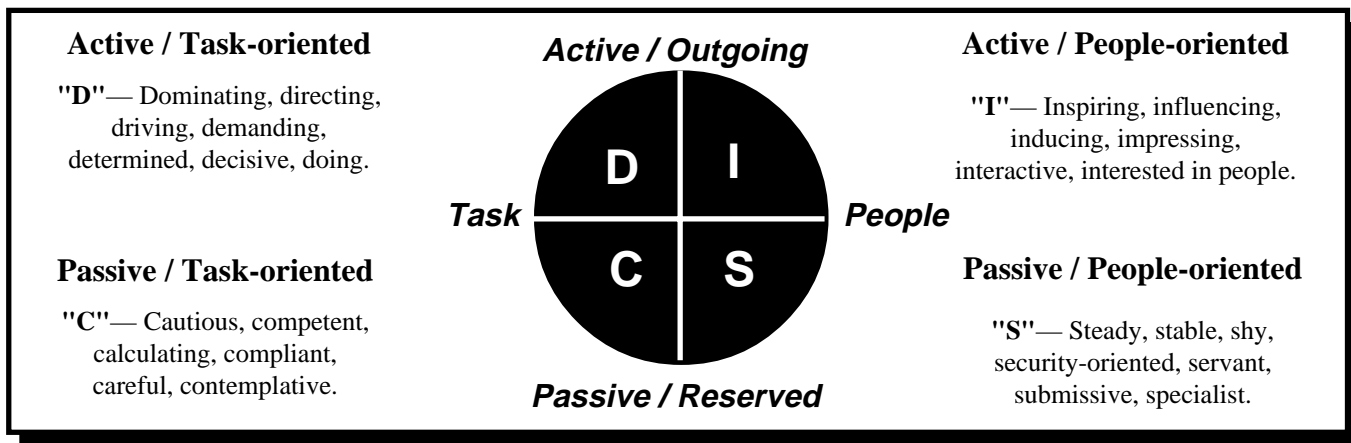 Active / Task-oriented
"D"— Dominating, directing,
driving, demanding,
determined, decisive, doing.
Active / Outgoing
Active / People-oriented
"I"— Inspiring, influencing,
inducing, impressing,
interactive, interested in people.
D
I
Task
People
C
S
Passive / Task-oriented
"C"— Cautious, competent,
calculating, compliant,
careful, contemplative.
Passive / Reserved
Passive / People-oriented
"S"— Steady, stable, shy,
security-oriented, servant,
submissive, specialist.